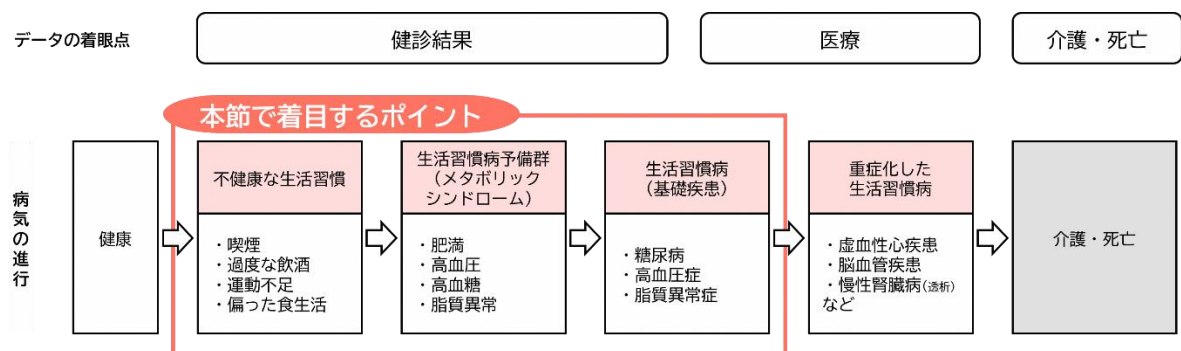 データの着眼点
健診結果
医療
介護・死亡
本節で着目するポイント
病気の進行
健康
不健康な生活習慣
・喫煙
・過度な飲酒
・運動不足
・偏った食生活
生活習慣病予備群
（メタボリック
シンドローム）
・肥満
・高血圧
・高血糖
・脂質異常
生活習慣病
（基礎疾患）
・糖尿病
・高血圧症
・脂質異常症
重症化した
生活習慣病
・虚血性心疾患
・脳血管疾患
・慢性腎臓病(透析)
など
介護・死亡